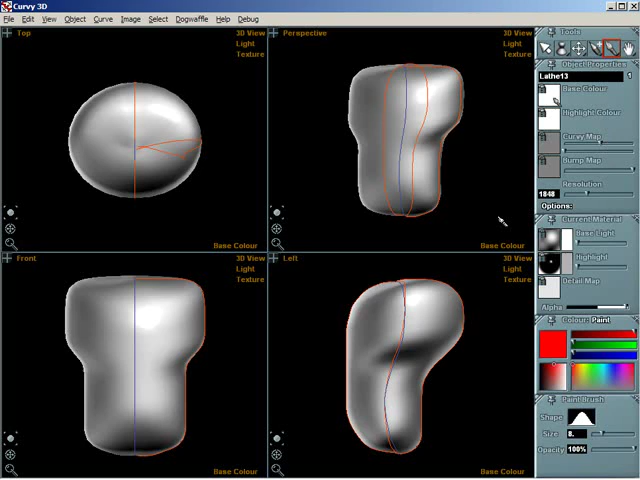 Curvy 3D
File Edit View Object Curve Image Select Dogwaffle Help Debug
Top
3D View
Light
Texture
Base Colour
Perspective
3D View
Light
Texture
Base Colour
Front
3D View
Light
Texture
Base Colour
Left
3D View
Light
Texture
Base Colour
Tools
Object Properties
Lathe13 1
Base Colour
Highlight Colour
Curvy Map
Bump Map
Resolution
1848
Options:
Current Material
Base Light
Highlight
Detail Map
Alpha
Colour: Paint
Paint Brush
Shape
Size 8.
Opacity 100%